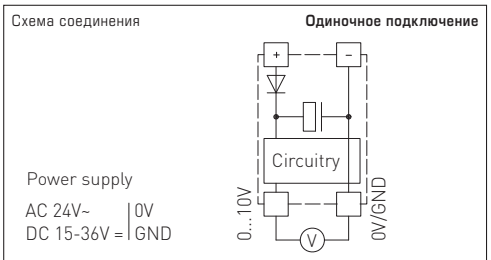 Схема соединения
Одиночное подключение
+ −
Circuitry
Power supply
AC 24V~ 0V
DC 15-36V = GND
0...10V
0V/GND
V